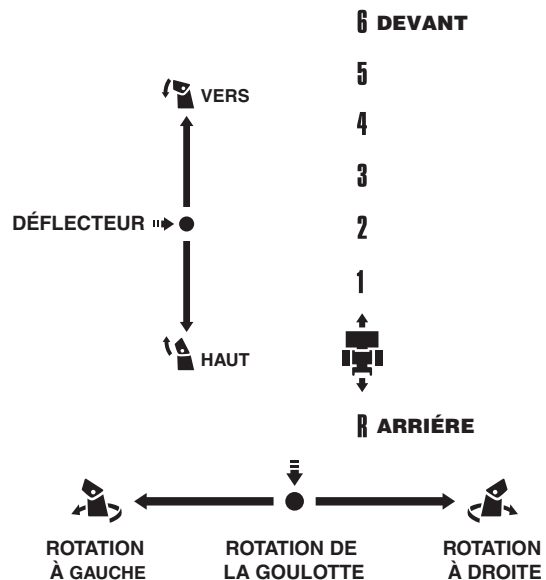 6 DEVANT
5
VERS
4
3
DÉFLECTEUR
2
1
HAUT
R ARRIÉRE
ROTATION
À GAUCHE
ROTATION DE
LA GOULOTTE
ROTATION
À DROITE